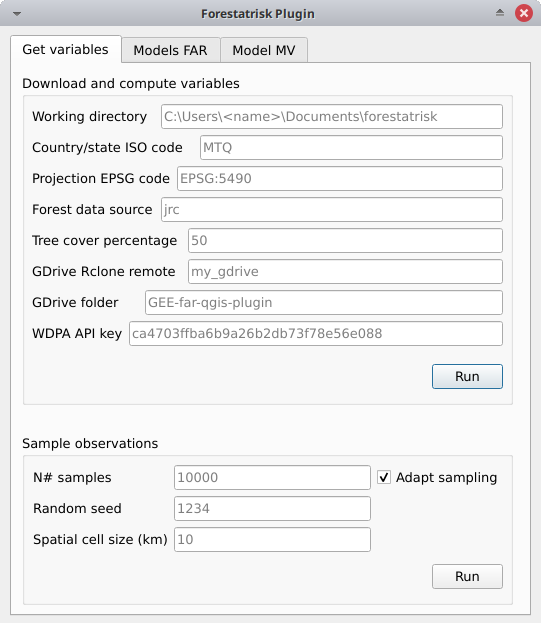 Forestatrisk Plugin
Get variables Models FAR Model MV
Download and compute variables
Working directory C:\Users\<name>\Documents\forestatrisk
Country/state ISO code MTQ
Projection EPSG code EPSG:5490
Forest data source jrc
Tree cover percentage 50
GDrive Rclone remote my_gdrive
GDrive folder GEE-far-qgis-plugin
WDPA API key ca4703ffba6b9a26b2db73f78e56e088
Run
Sample observations
N# samples 10000 Adapt sampling
Random seed 1234
Spatial cell size (km) 10
Run